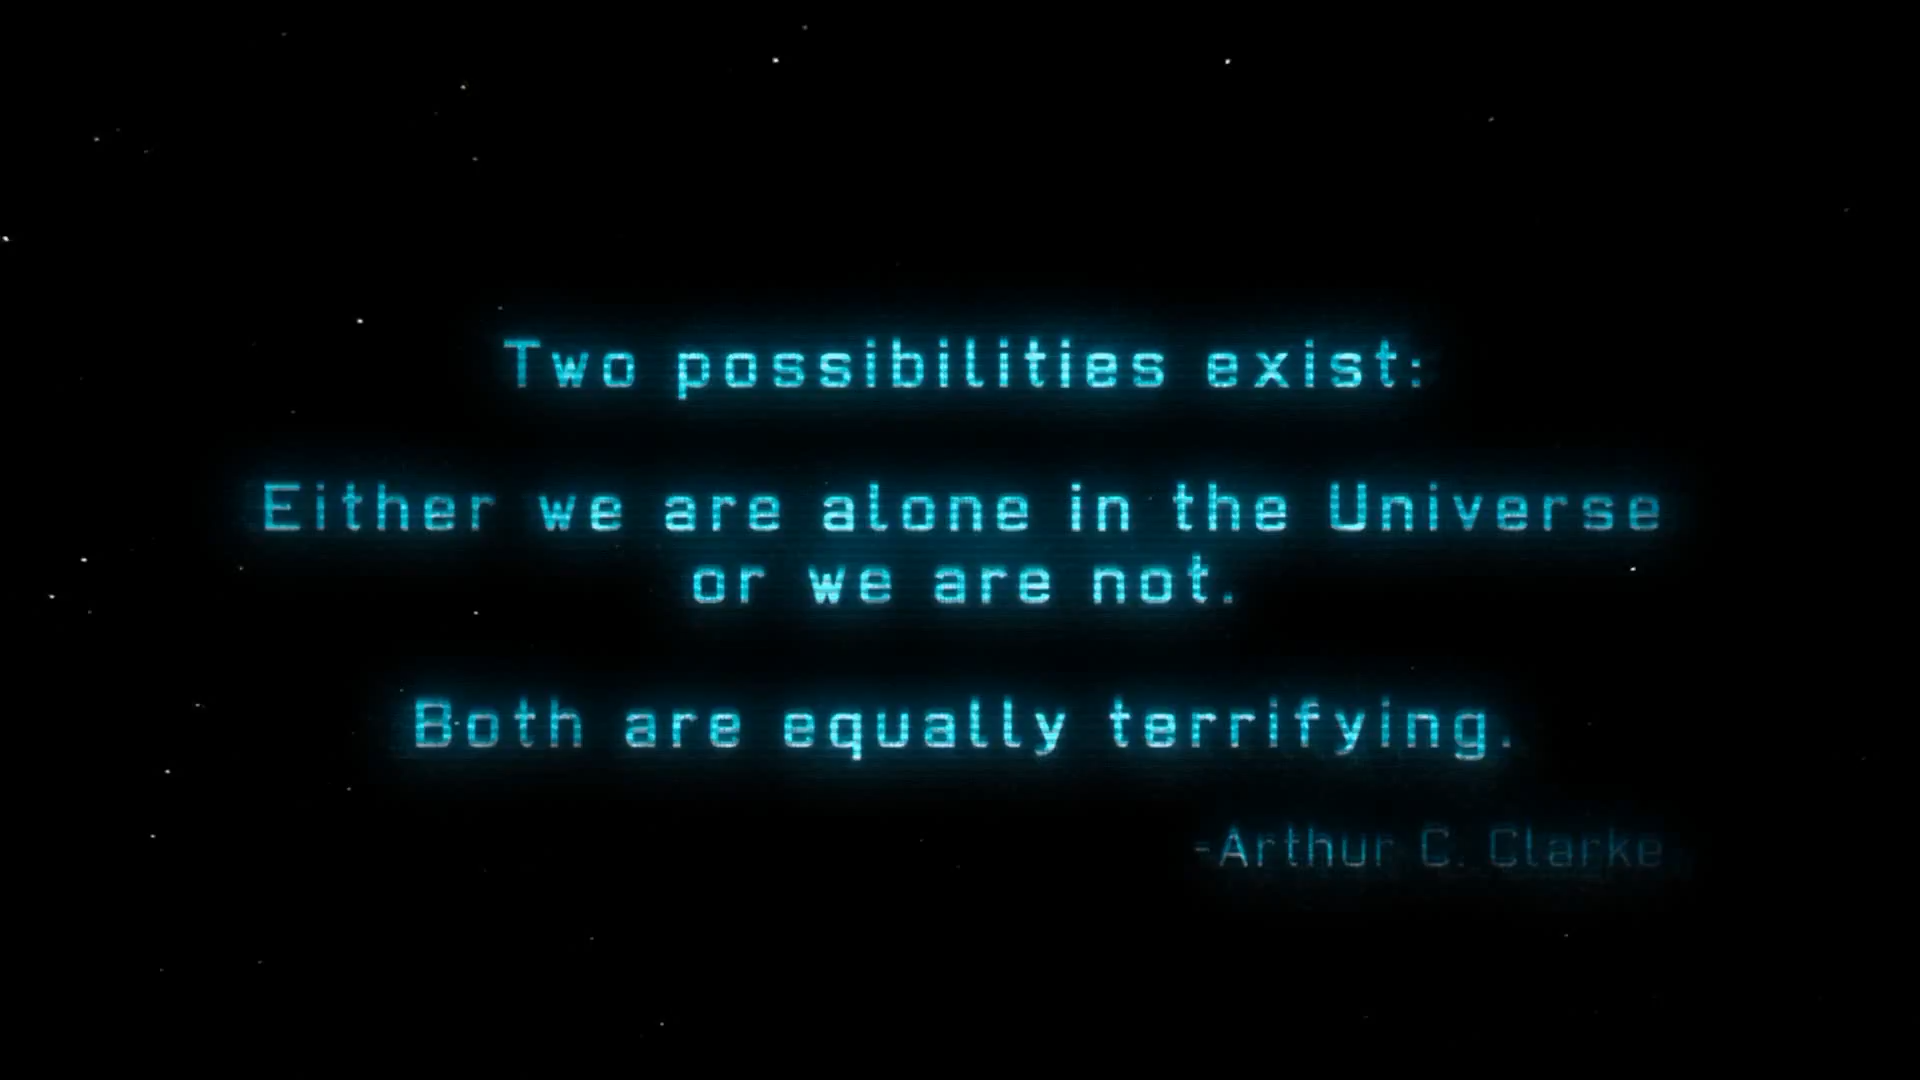 Two possibilities exist:
Either we are alone in the Universe
or we are not.
Both are equally terrifying.
-Arthur C. Clarke